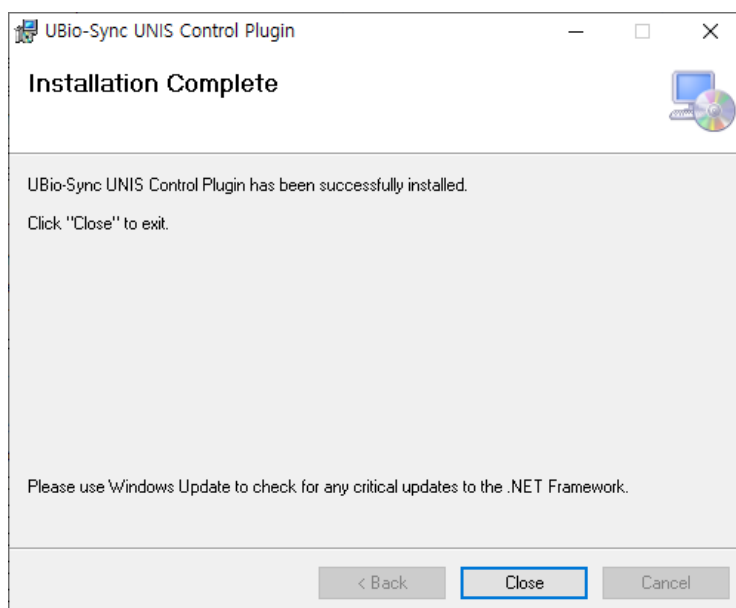 UBio-Sync UNIS Control Plugin
Installation Complete
UBio-Sync UNIS Control Plugin has been successfully installed.
Click "Close" to exit.
Please use Windows Update to check for any critical updates to the .NET Framework.
< Back
Close
Cancel